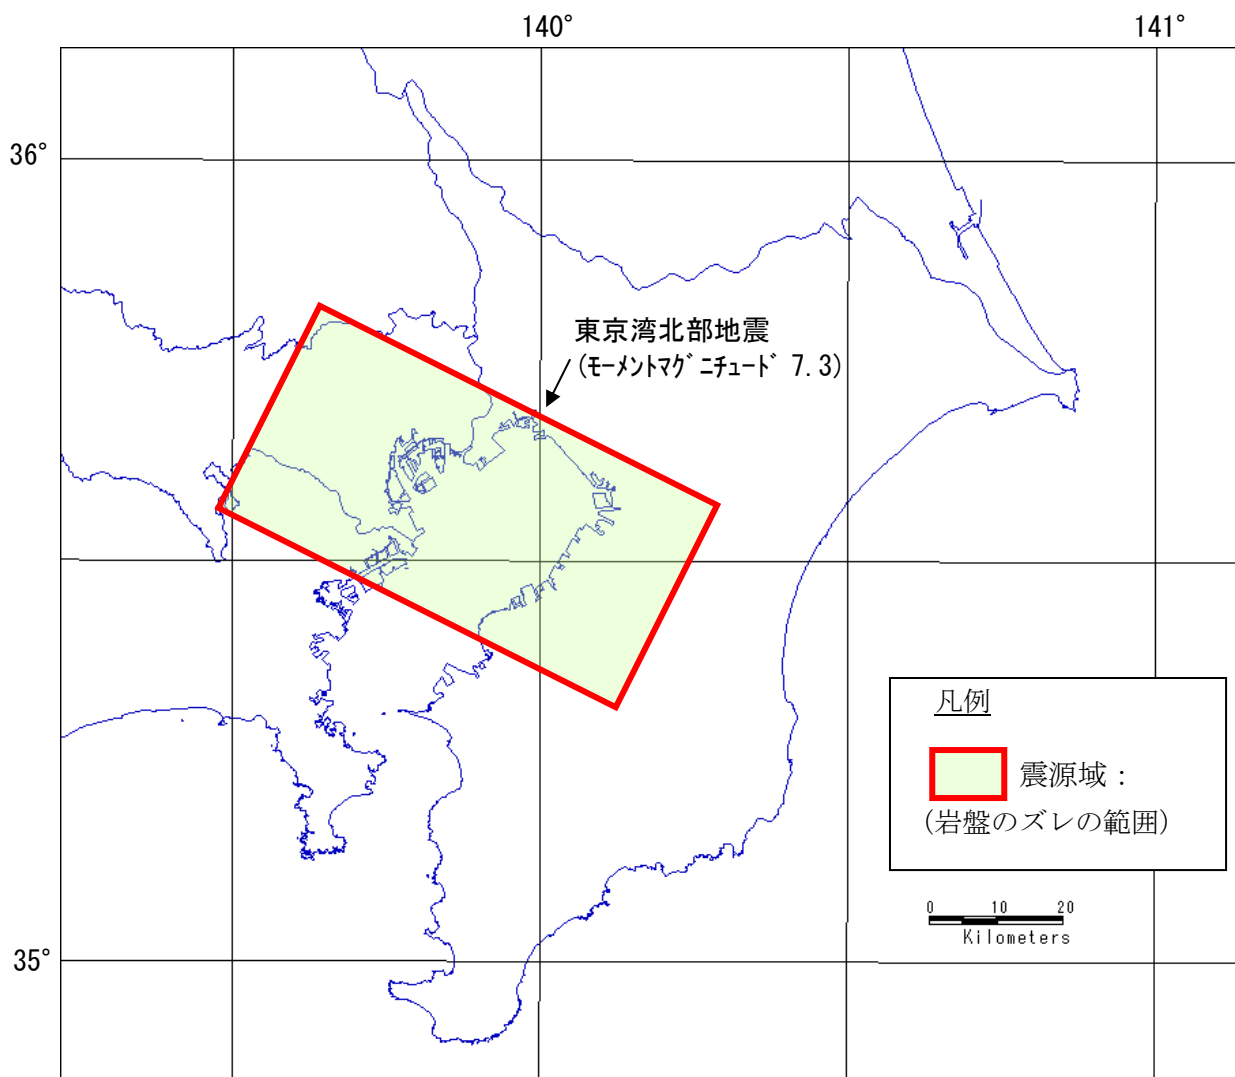 140°
141°
36°
東京湾北部地震
(モーメントマグニチュード 7.3)
凡例
震源域：
(岩盤のズレの範囲)
0 10 20
Kilometers
35°